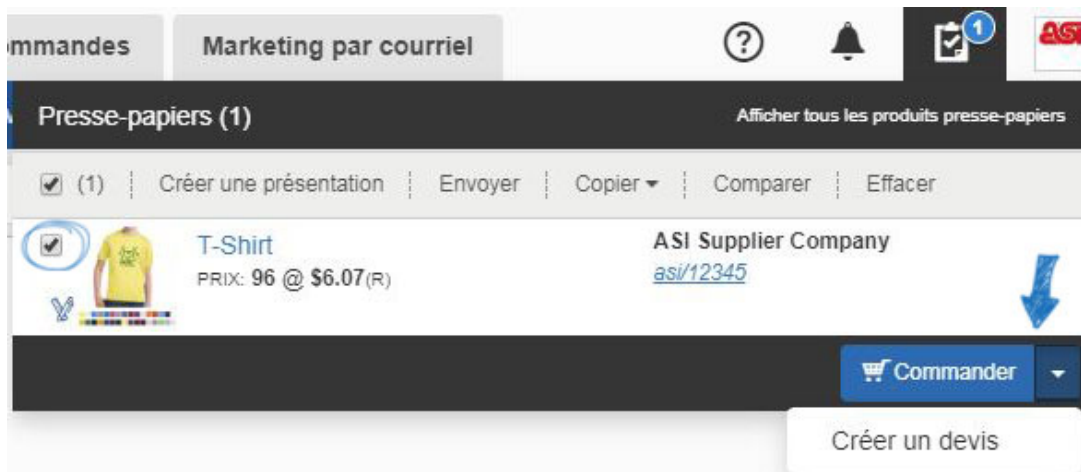 mmandes Marketing par courriel 1 asi
Presse-papiers (1) Afficher tous les produits presse-papiers
(1) Créer une présentation Envoyer Copier Comparer Effacer
T-Shirt ASI Supplier Company
PRIX: 96 @ $6.07(R) asi/12345
Commander
Créer un devis